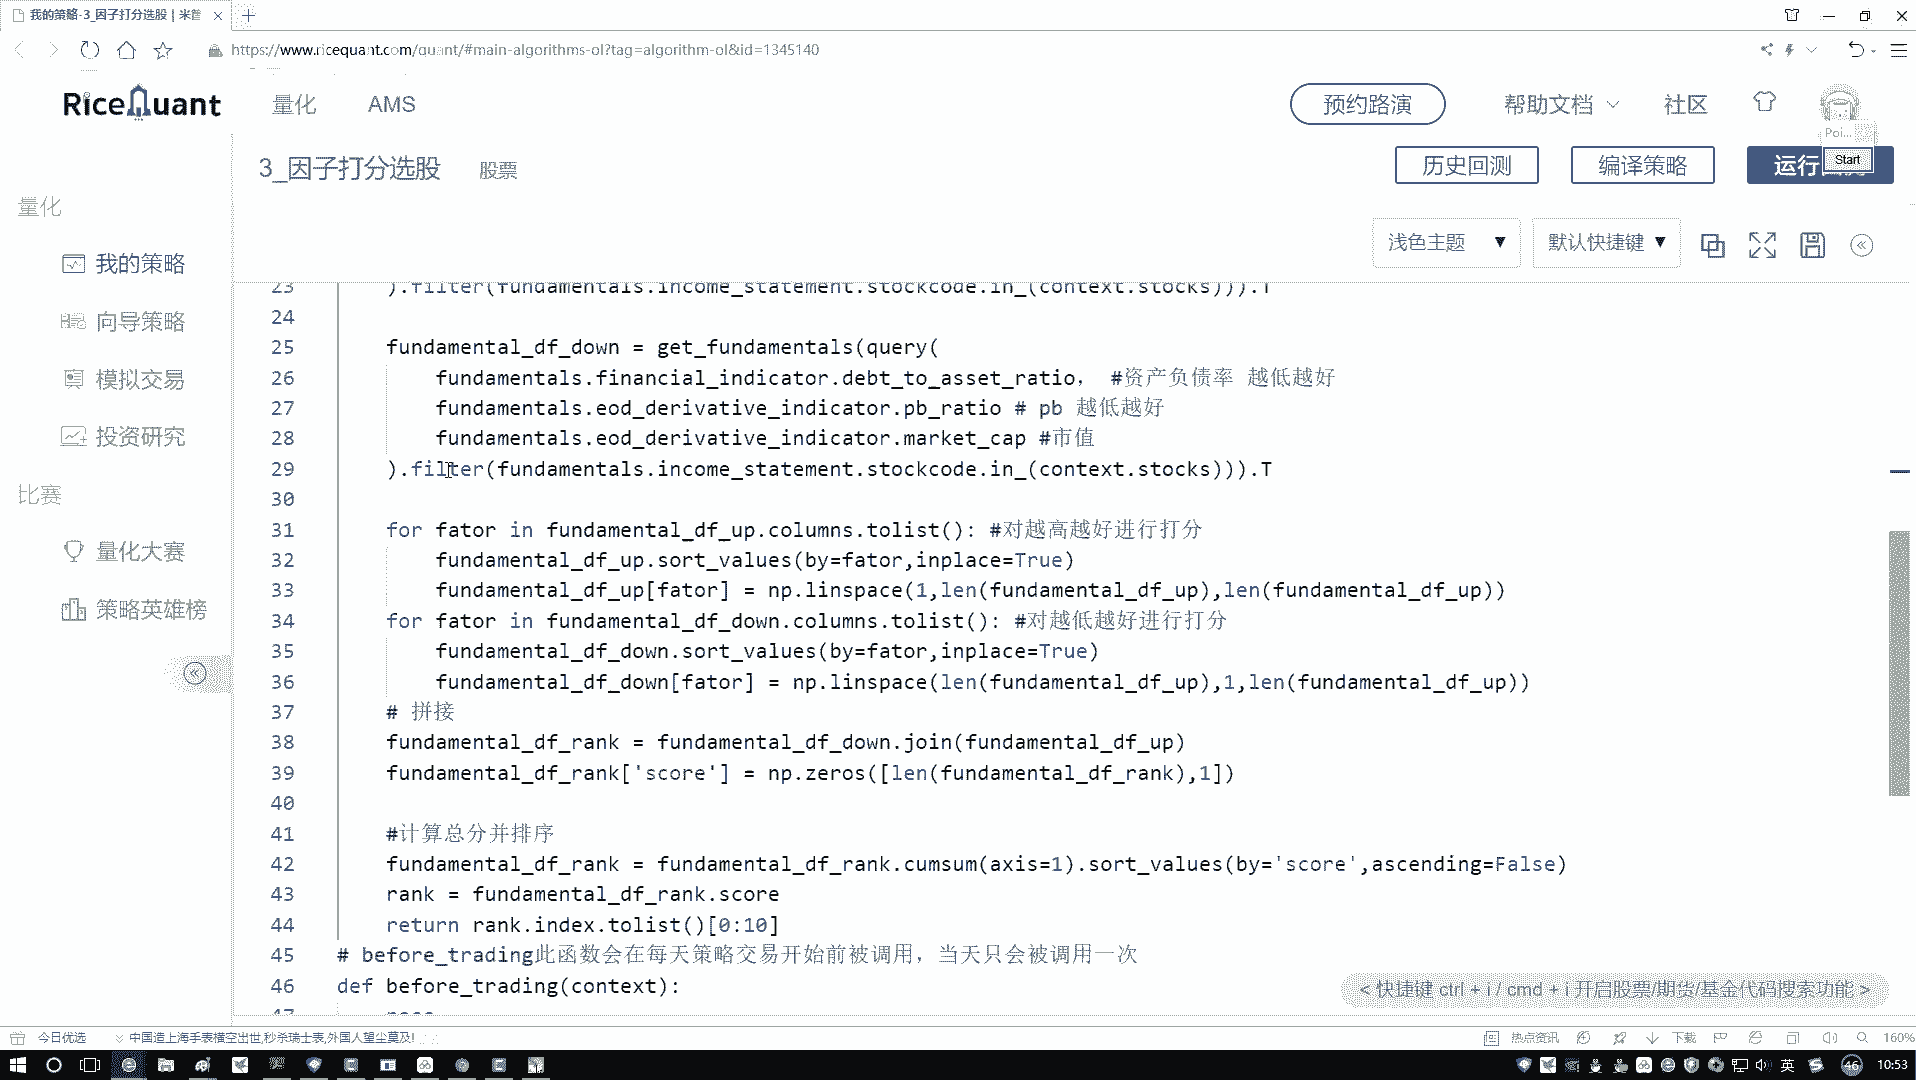 我的策略-3_因子打分选股 | 米筐
https://www.ricequant.com/quant/#main-algorithms-ol?tag=algorithm-ol&id=1345140
RiceQuant 量化 AMS 预约路演 帮助文档 社区
Poi...
Start
3_因子打分选股 股票 历史回测 编译策略 运行
浅色主题 默认快捷键
量化
我的策略
向导策略
模拟交易
投资研究
比赛
量化大赛
策略英雄榜
23 ).filter(fundamentals.income_statement.stockcode.in_(context.stocks))).T
24
25 fundamental_df_down = get_fundamentals(query(
26 fundamentals.financial_indicator.debt_to_asset_ratio， #资产负债率 越低越好
27 fundamentals.eod_derivative_indicator.pb_ratio # pb 越低越好
28 fundamentals.eod_derivative_indicator.market_cap #市值
29 ).filter(fundamentals.income_statement.stockcode.in_(context.stocks))).T
30
31 for fator in fundamental_df_up.columns.tolist(): #对越高越好进行打分
32 fundamental_df_up.sort_values(by=fator,inplace=True)
33 fundamental_df_up[fator] = np.linspace(1,len(fundamental_df_up),len(fundamental_df_up))
34 for fator in fundamental_df_down.columns.tolist(): #对越低越好进行打分
35 fundamental_df_down.sort_values(by=fator,inplace=True)
36 fundamental_df_down[fator] = np.linspace(len(fundamental_df_up),1,len(fundamental_df_up))
37 # 拼接
38 fundamental_df_rank = fundamental_df_down.join(fundamental_df_up)
39 fundamental_df_rank['score'] = np.zeros([len(fundamental_df_rank),1])
40
41 #计算总分并排序
42 fundamental_df_rank = fundamental_df_rank.cumsum(axis=1).sort_values(by='score',ascending=False)
43 rank = fundamental_df_rank.score
44 return rank.index.tolist()[0:10]
45 # before_trading此函数会在每天策略交易开始前被调用，当天只会被调用一次
46 def before_trading(context):
< 快捷键 ctrl + i / cmd + i 开启股票/期货/基金代码搜索功能 >
今日优选 中国造上海手表横空出世,秒杀瑞士表,外国人望尘莫及! 热点资讯 下载 160%
英 46 10:53